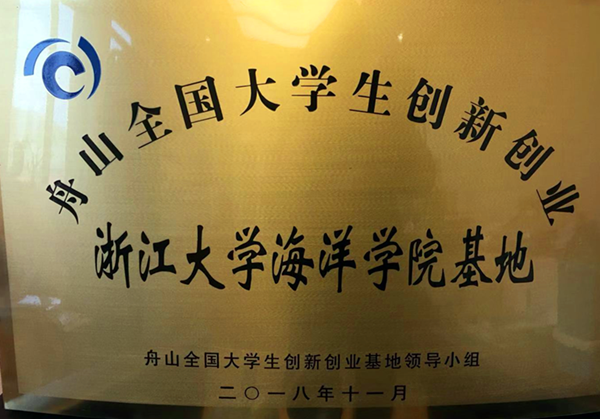 舟山全国大学生创新创业
浙江大学海洋学院基地
舟山全国大学生创新创业基地领导小组
二〇一八年十一月